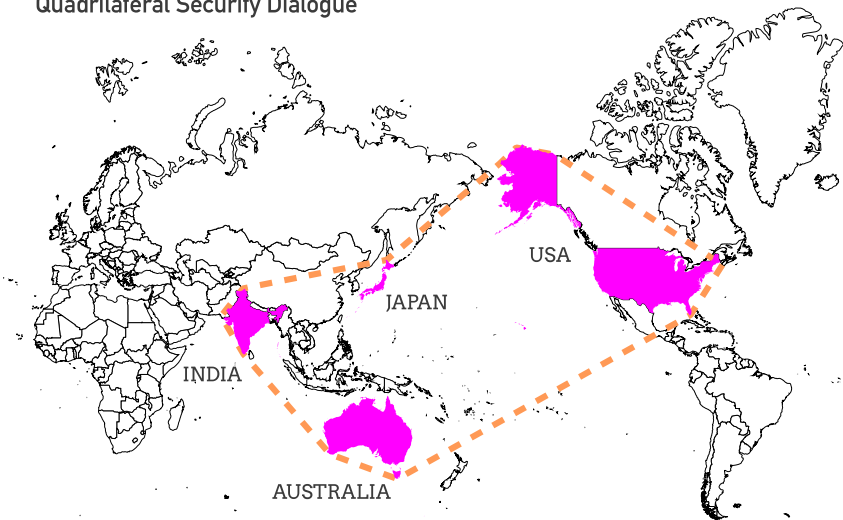 Quadrilateral Security Dialogue
USA
JAPAN
INDIA
AUSTRALIA